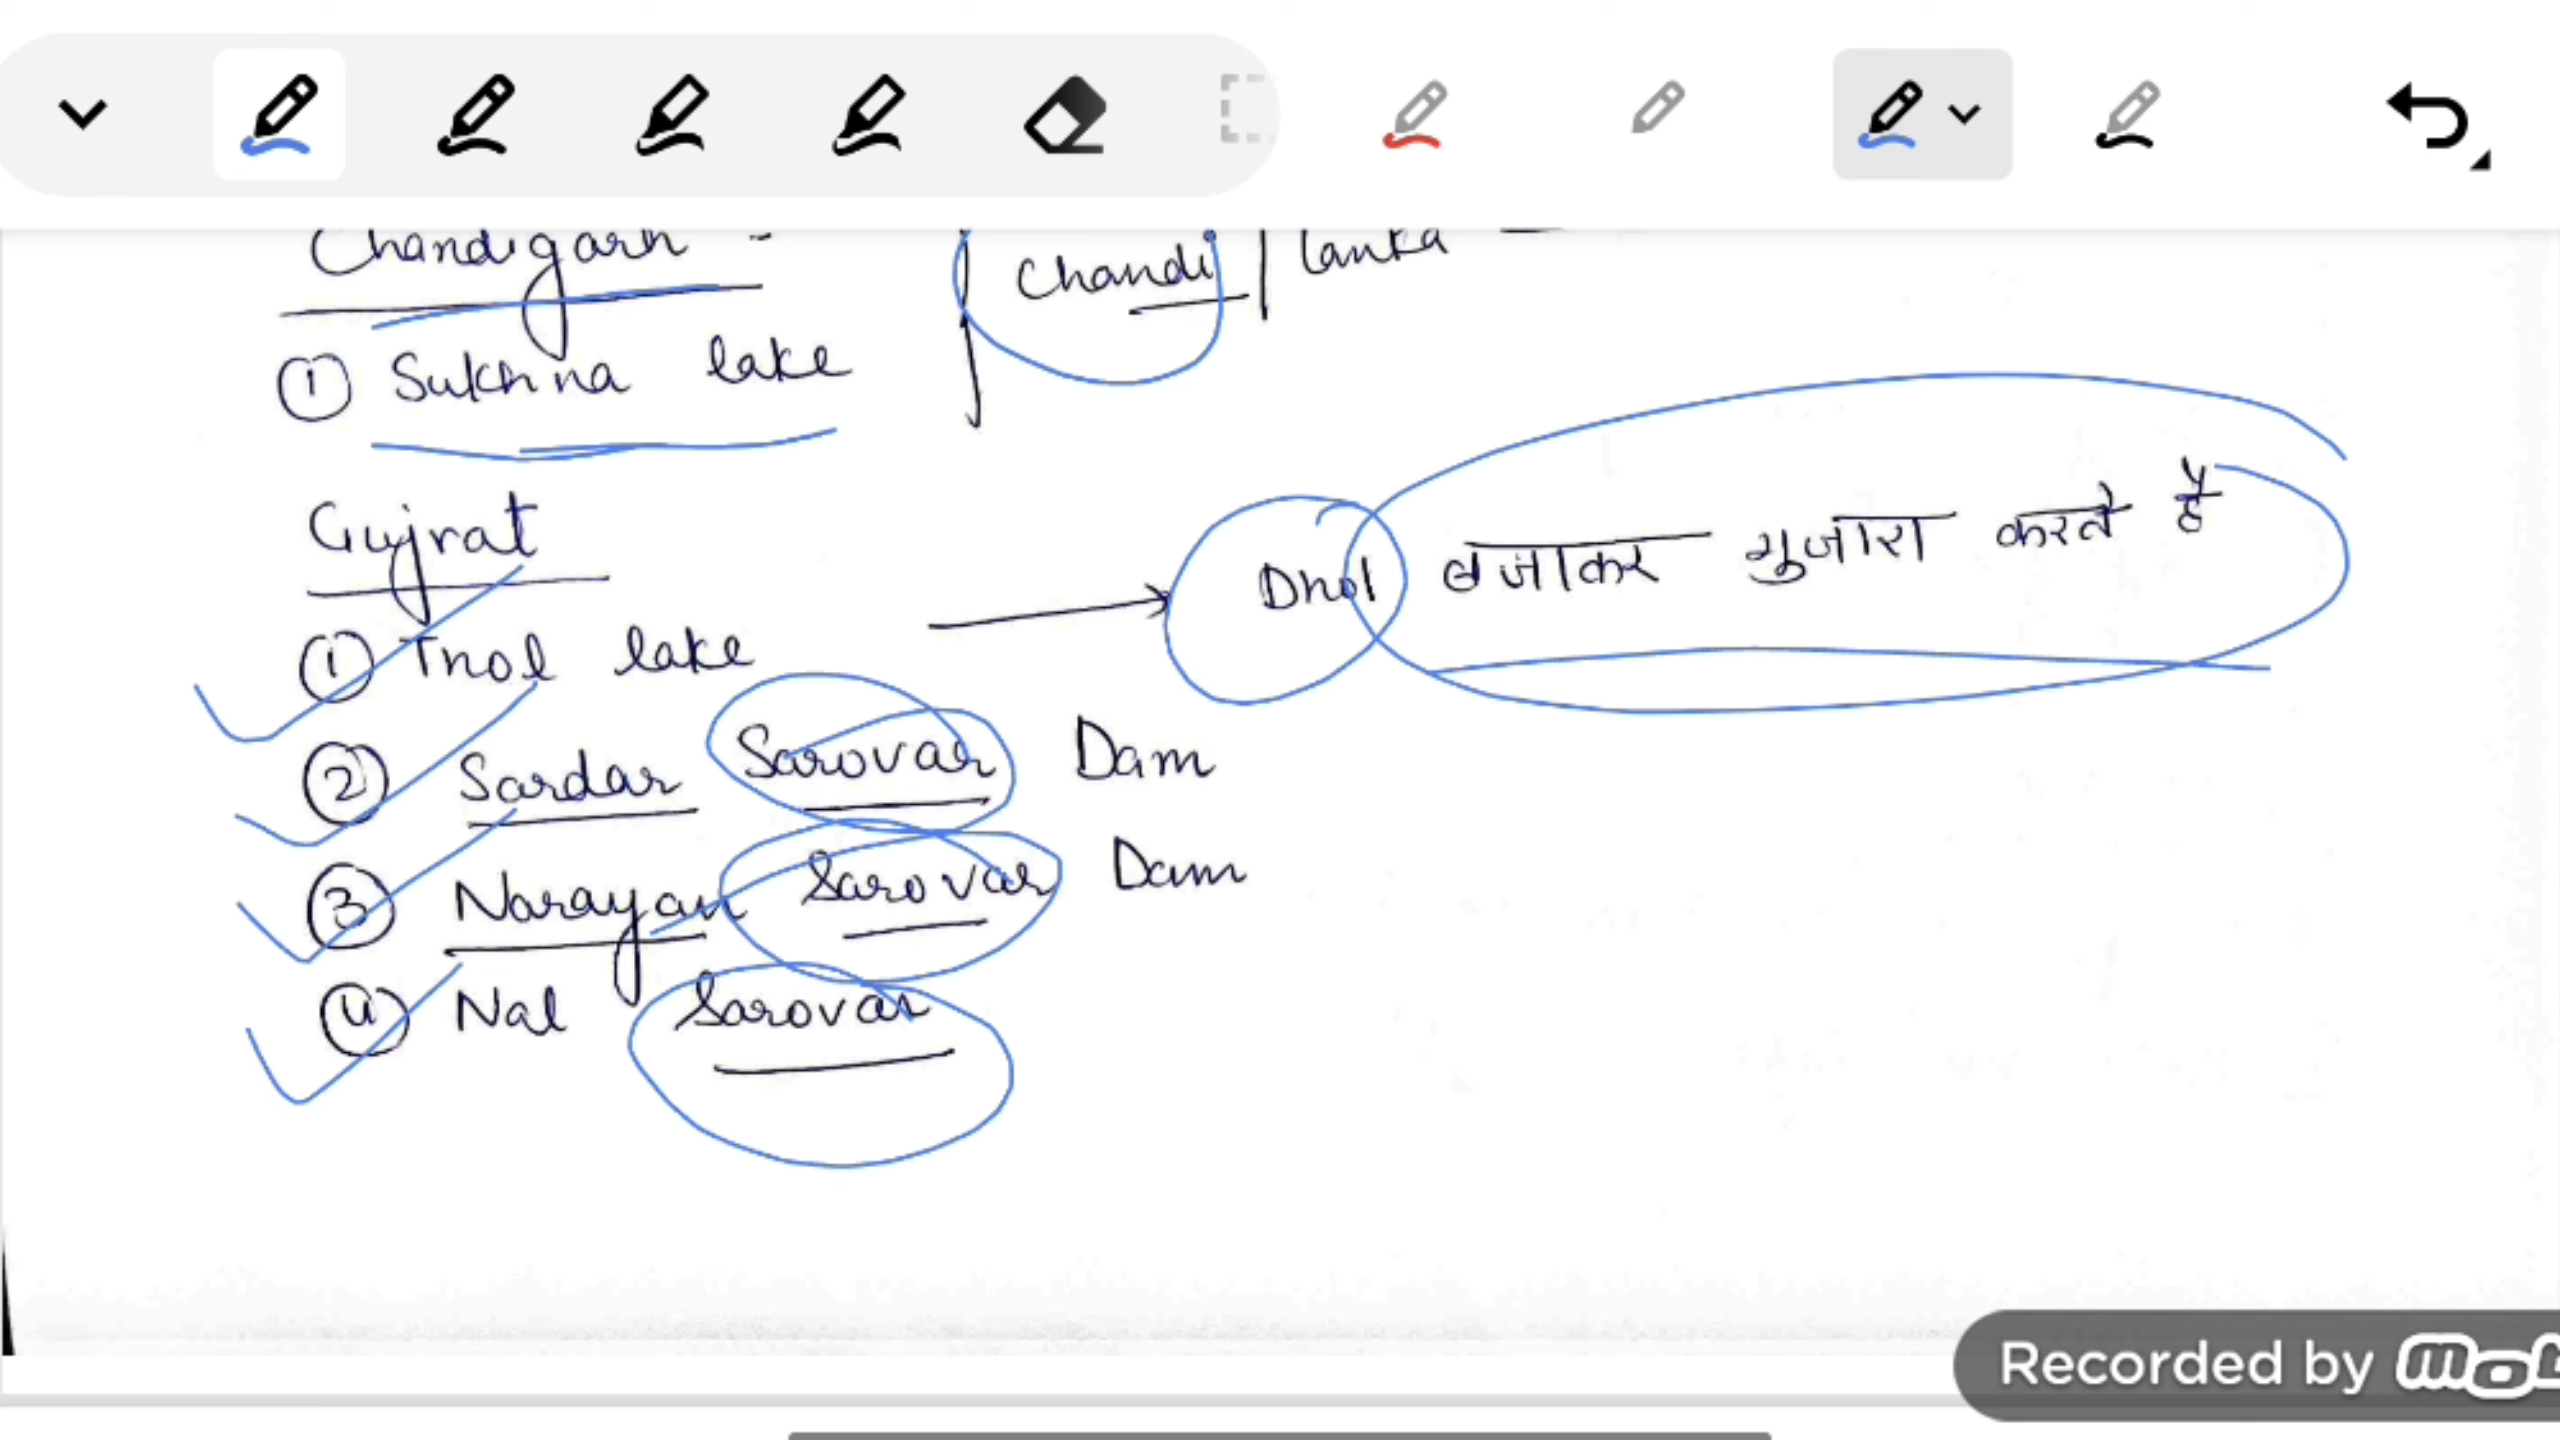 Chandigarh -
Chandi | lanka —
① Sukhna lake
Gujrat
① Thol lake → Dhol बजाकर गुजारा करते है
② Sardar Sarovar Dam
③ Narayan Sarovar Dam
④ Nal Sarovar
Recorded by